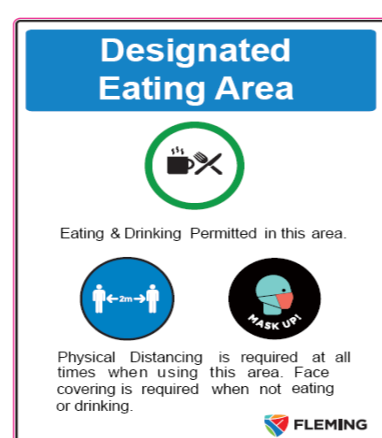 Designated
Eating Area
Eating & Drinking Permitted in this area.
2m
MASK UP!
Physical Distancing is required at all
times when using this area. Face
covering is required when not eating
or drinking.
FLEMING